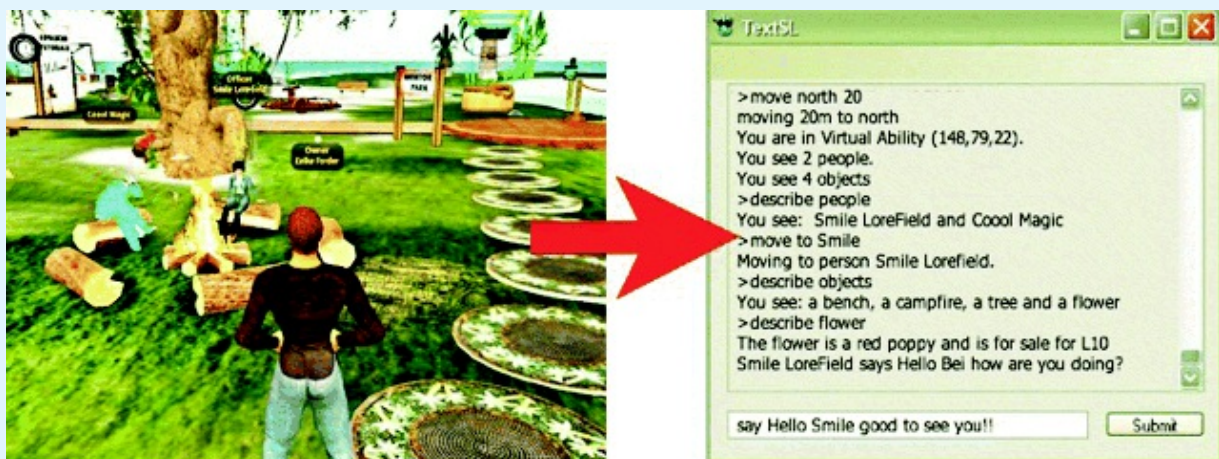 Officer
Smile Lorefield
Coool Magic
Owner
TextSL
>move north 20
moving 20m to north
You are in Virtual Ability (148,79,22).
You see 2 people.
You see 4 objects
>describe people
You see: Smile LoreField and Coool Magic
>move to Smile
Moving to person Smile Lorefield.
>describe objects
You see: a bench, a campfire, a tree and a flower
>describe flower
The flower is a red poppy and is for sale for L10
Smile LoreField says Hello Bei how are you doing?
say Hello Smile good to see you!!
Submit